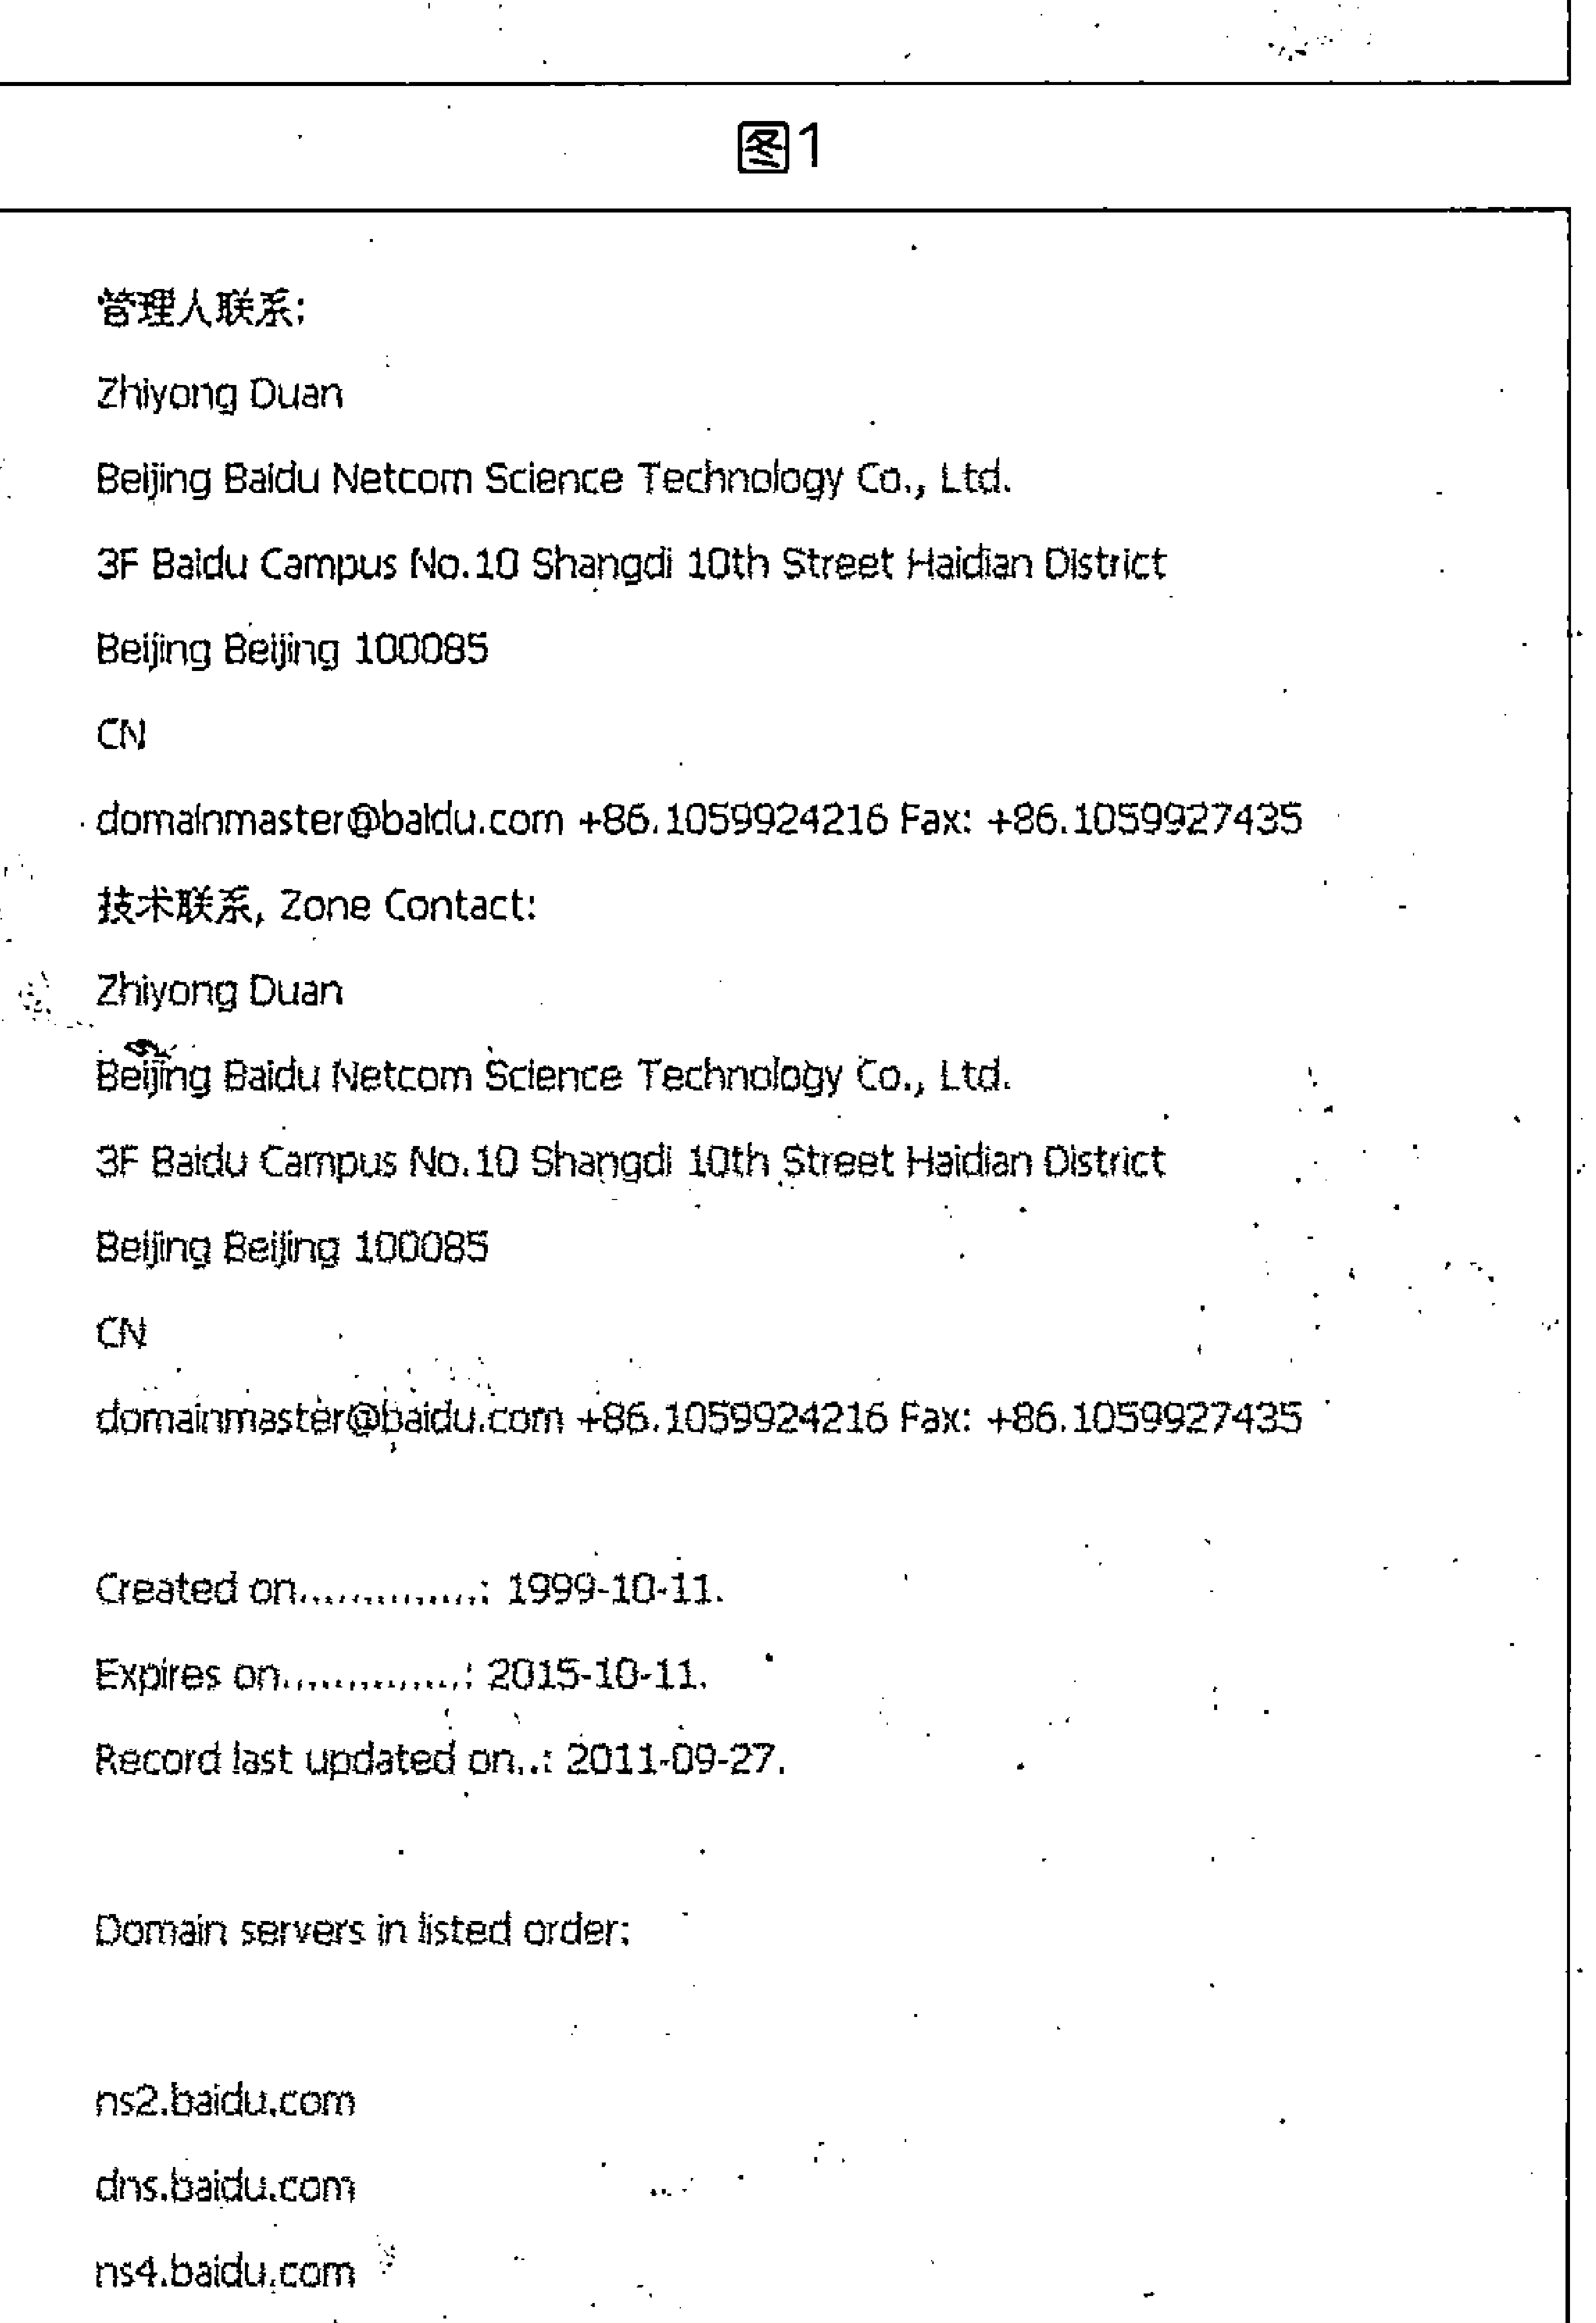 图1
管理人联系:
Zhiyong Duan
Beijing Baidu Netcom Science Technology Co., Ltd.
3F Baidu Campus No.10 Shangdi 10th Street Haidian District
Beijing Beijing 100085
CN
domainmaster@baidu.com +86.1059924216 Fax: +86.1059927435
技术联系, Zone Contact:
Zhiyong Duan
Beijing Baidu Netcom Science Technology Co., Ltd.
3F Baidu Campus No.10 Shangdi 10th Street Haidian District
Beijing Beijing 100085
CN
domainmaster@baidu.com +86.1059924216 Fax: +86.1059927435
Created on..............: 1999-10-11.
Expires on..............: 2015-10-11.
Record last updated on..: 2011-09-27.
Domain servers in listed order:
ns2.baidu.com
dns.baidu.com
ns4.baidu.com